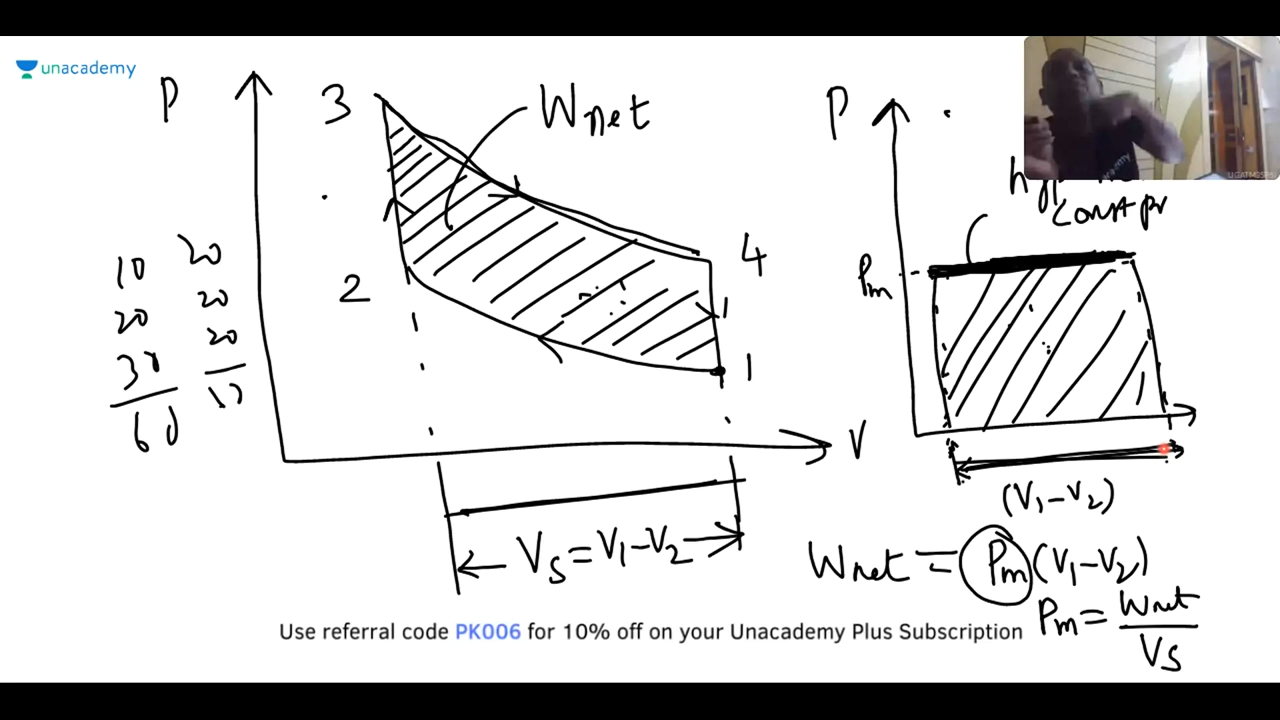 unacademy
P
3
Wnet
4
2
1
V
10 20
20 20
30 20
60
Vs = V1-V2
P
const pr
Pm
(V1-V2)
Wnet = Pm(V1-V2)
Pm = Wnet
Vs
Use referral code PK006 for 10% off on your Unacademy Plus Subscription